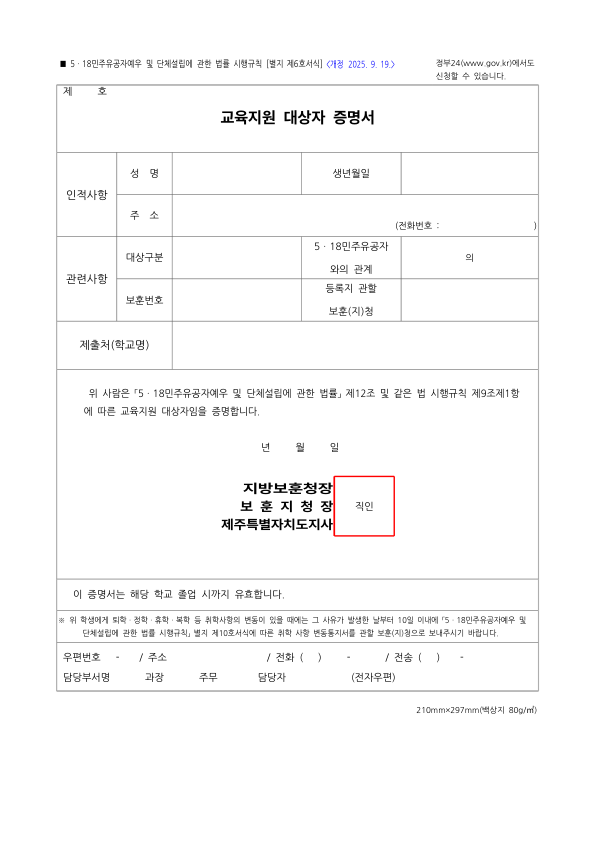 ■ 5ㆍ18민주유공자예우 및 단체설립에 관한 법률 시행규칙 [별지 제6호서식] <개정 2025. 9. 19.>
정부24(www.gov.kr)에서도
신청할 수 있습니다.
제 호
교육지원 대상자 증명서
인적사항
성 명
생년월일
주 소
(전화번호 : )
관련사항
대상구분
5ㆍ18민주유공자
와의 관계
의
보훈번호
등록지 관할
보훈(지)청
제출처(학교명)
위 사람은 「5ㆍ18민주유공자예우 및 단체설립에 관한 법률」 제12조 및 같은 법 시행규칙 제9조제1항
에 따른 교육지원 대상자임을 증명합니다.
년 월 일
지방보훈청장
보 훈 지 청 장
제주특별자치도지사
직인
이 증명서는 해당 학교 졸업 시까지 유효합니다.
※ 위 학생에게 퇴학ㆍ정학ㆍ휴학ㆍ복학 등 취학사항의 변동이 있을 때에는 그 사유가 발생한 날부터 10일 이내에 「5ㆍ18민주유공자예우 및
단체설립에 관한 법률 시행규칙」 별지 제10호서식에 따른 취학 사항 변동통지서를 관할 보훈(지)청으로 보내주시기 바랍니다.
우편번호 - / 주소 / 전화 ( ) - / 전송 ( ) -
담당부서명 과장 주무 담당자 (전자우편)
210mm×297mm(백상지 80g/㎡)